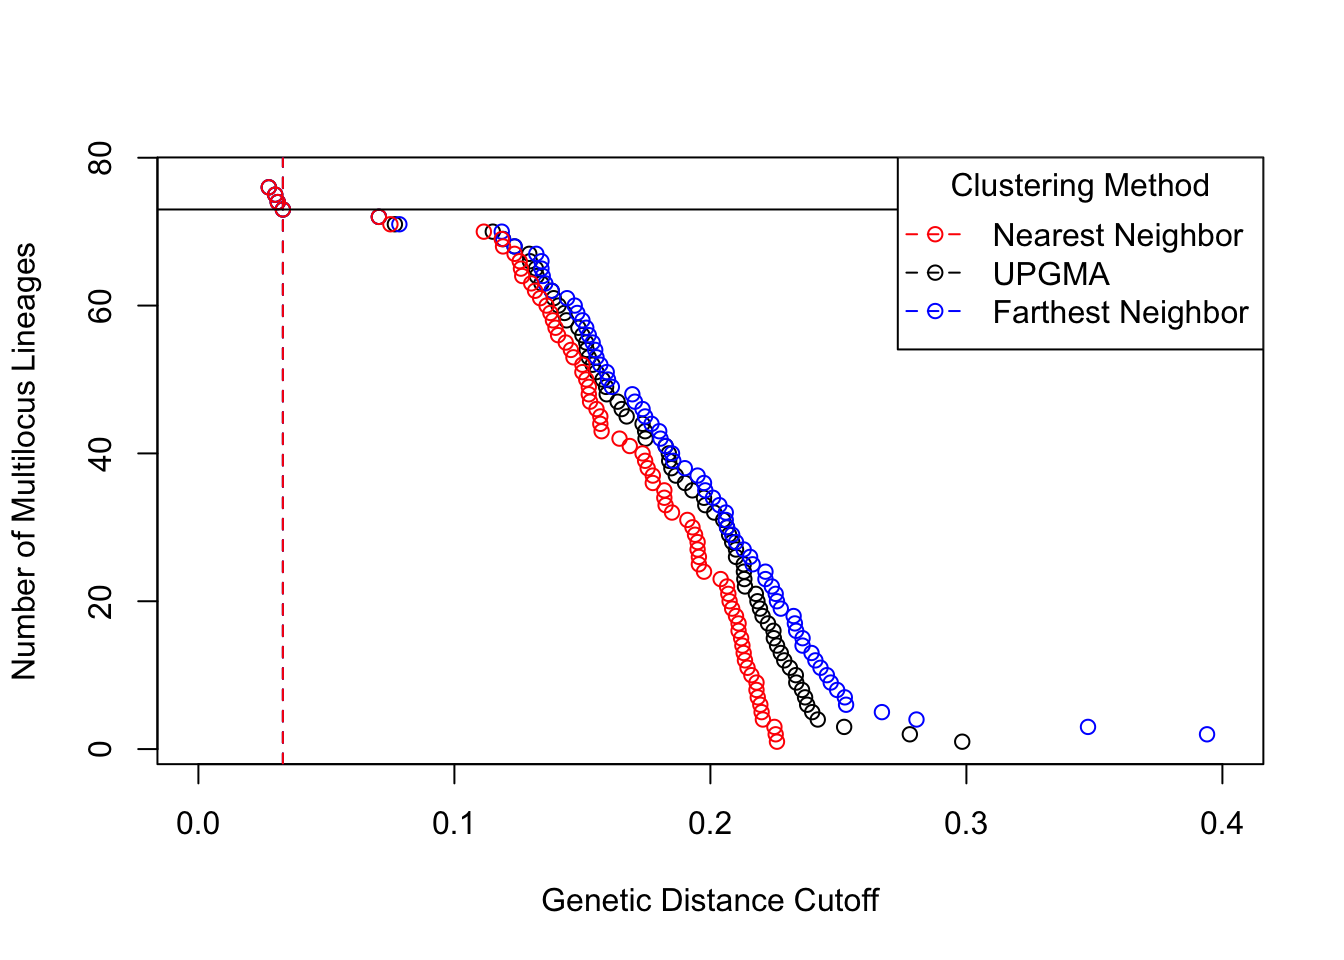 Clustering Method
Nearest Neighbor
UPGMA
Farthest Neighbor
Number of Multilocus Lineages
80
60
40
20
0
0.0 0.1 0.2 0.3 0.4
Genetic Distance Cutoff